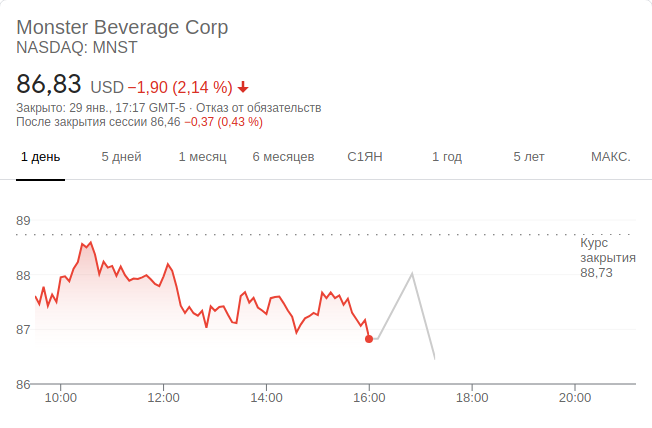 Monster Beverage Corp
NASDAQ: MNST
86,83 USD −1,90 (2,14 %)
Закрыто: 29 янв., 17:17 GMT-5 · Отказ от обязательств
После закрытия сессии 86,46 −0,37 (0,43 %)
1 день 5 дней 1 месяц 6 месяцев С1ЯН 1 год 5 лет МАКС.
89
Курс
закрытия
88,73
88
87
86
10:00 12:00 14:00 16:00 18:00 20:00